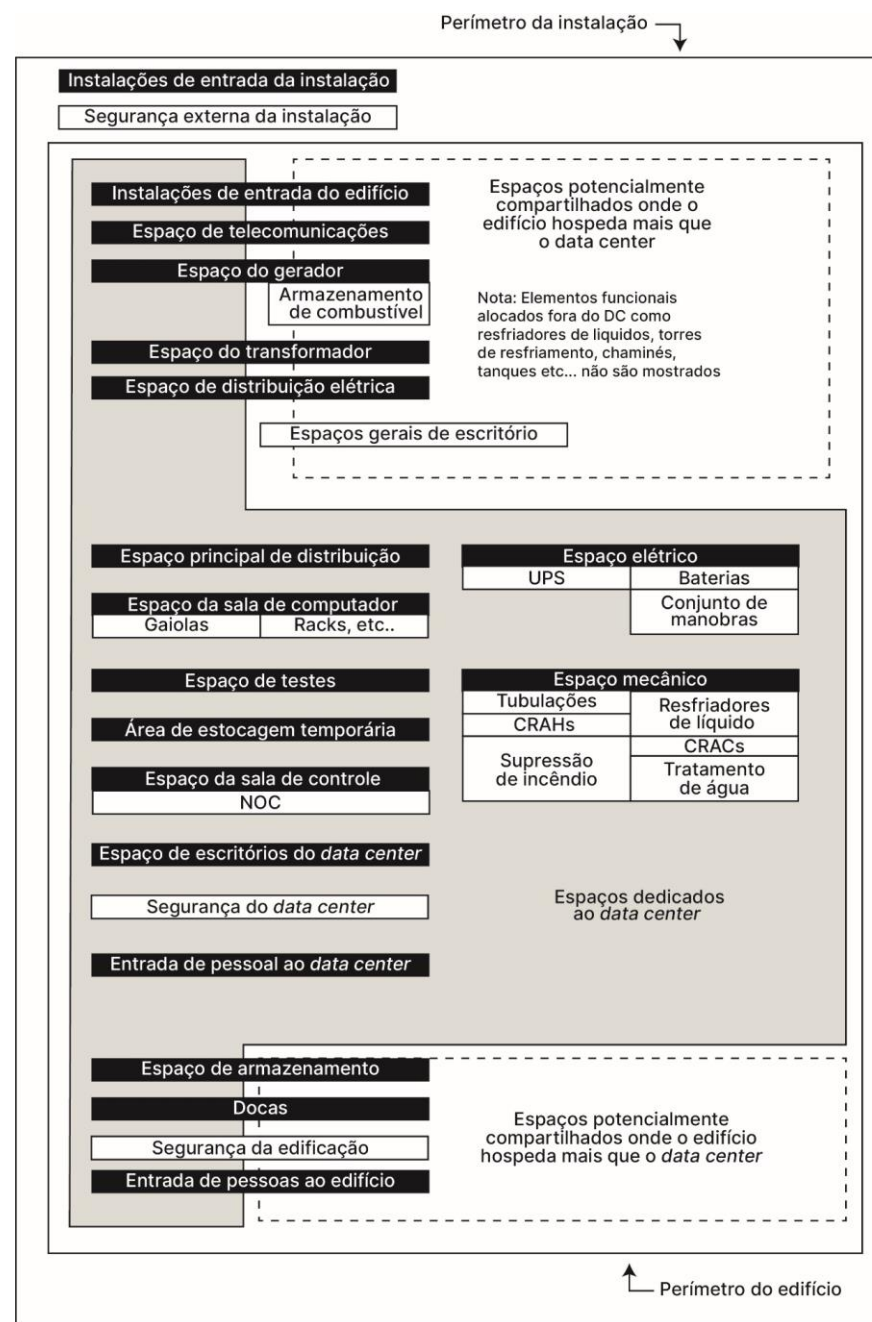 Perímetro da instalação
Instalações de entrada da instalação
Segurança externa da instalação
Instalações de entrada do edifício
Espaço de telecomunicações
Espaço do gerador
Armazenamento
de combustível
Espaço do transformador
Espaço de distribuição elétrica
Espaços potencialmente
compartilhados onde o
edifício hospeda mais que
o data center
Nota: Elementos funcionais
alocados fora do DC como
resfriadores de liquidos, torres
de resfriamento, chaminés,
tanques etc... não são mostrados
Espaços gerais de escritório
Espaço principal de distribuição
Espaço da sala de computador
Gaiolas
Racks, etc..
Espaço de testes
Área de estocagem temporária
Espaço da sala de controle
NOC
Espaço de escritórios do data center
Segurança do data center
Entrada de pessoal ao data center
Espaço elétrico
UPS
Baterias
Conjunto de
manobras
Espaço mecânico
Tubulações
CRAHs
Supressão
de incêndio
Resfriadores
de líquido
CRACs
Tratamento
de água
Espaços dedicados
ao data center
Espaço de armazenamento
Docas
Segurança da edificação
Entrada de pessoas ao edifício
Espaços potencialmente
compartilhados onde o edifício
hospeda mais que o data center
Perímetro do edifício